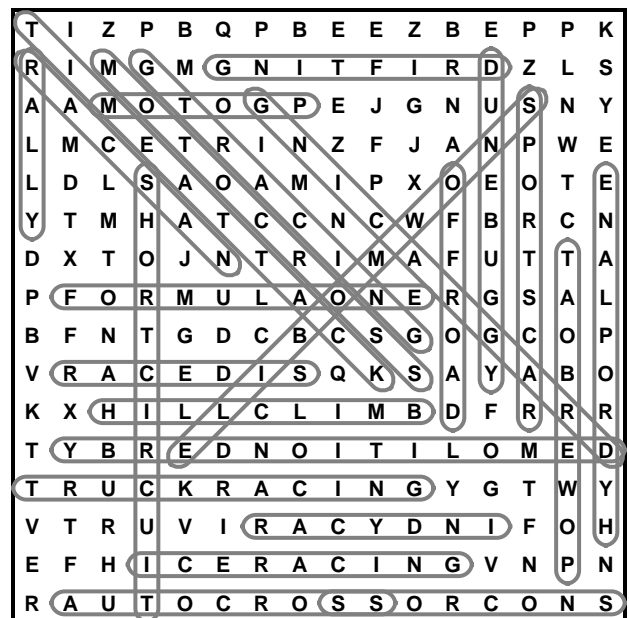 T I Z P B Q P B E E Z B E P P K
R I M G M G N I T F I R D Z L S
A A M O T O G P E J G N U S N Y
L M C E T R I N Z F J A N P W E
L D L S A O A M I P X O E O T E
Y T M H A T C C N C W F B R C N
D X T O J N T R I M A F U T T A
P F O R M U L A O N E R G S A L
B F N T G D C B C S G O G C O P
V R A C E D I S Q K S A Y A B O
K X H I L L C L I M B D F R R R
T Y B R E D N O I T I L O M E D
T R U C K R A C I N G Y G T W Y
V T R U V I R A C Y D N I F O H
E F H I C E R A C I N G V N P N
R A U T O C R O S S O R C O N S